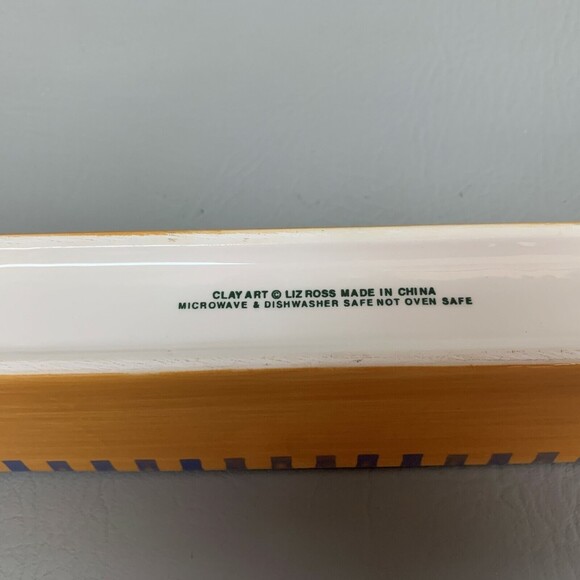 CLAY ART © LIZ ROSS MADE IN CHINA
MICROWAVE & DISHWASHER SAFE NOT OVEN SAFE